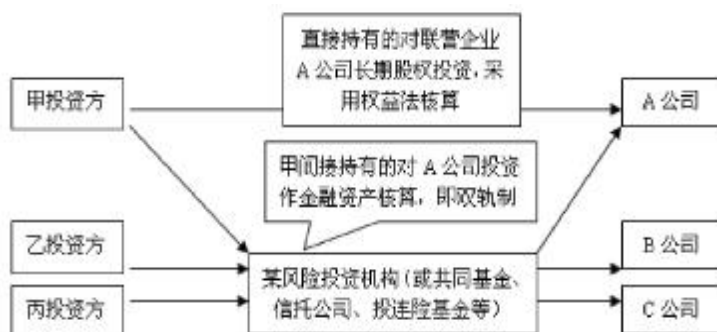 直接持有的对联营企业
A公司长期股权投资，采
用权益法核算
甲投资方
A公司
甲间接持有的对A公司投资
作金融资产核算，即双轨制
乙投资方
B公司
某风险投资机构（或共同基金、
信托公司、投连险基金等）
丙投资方
C公司